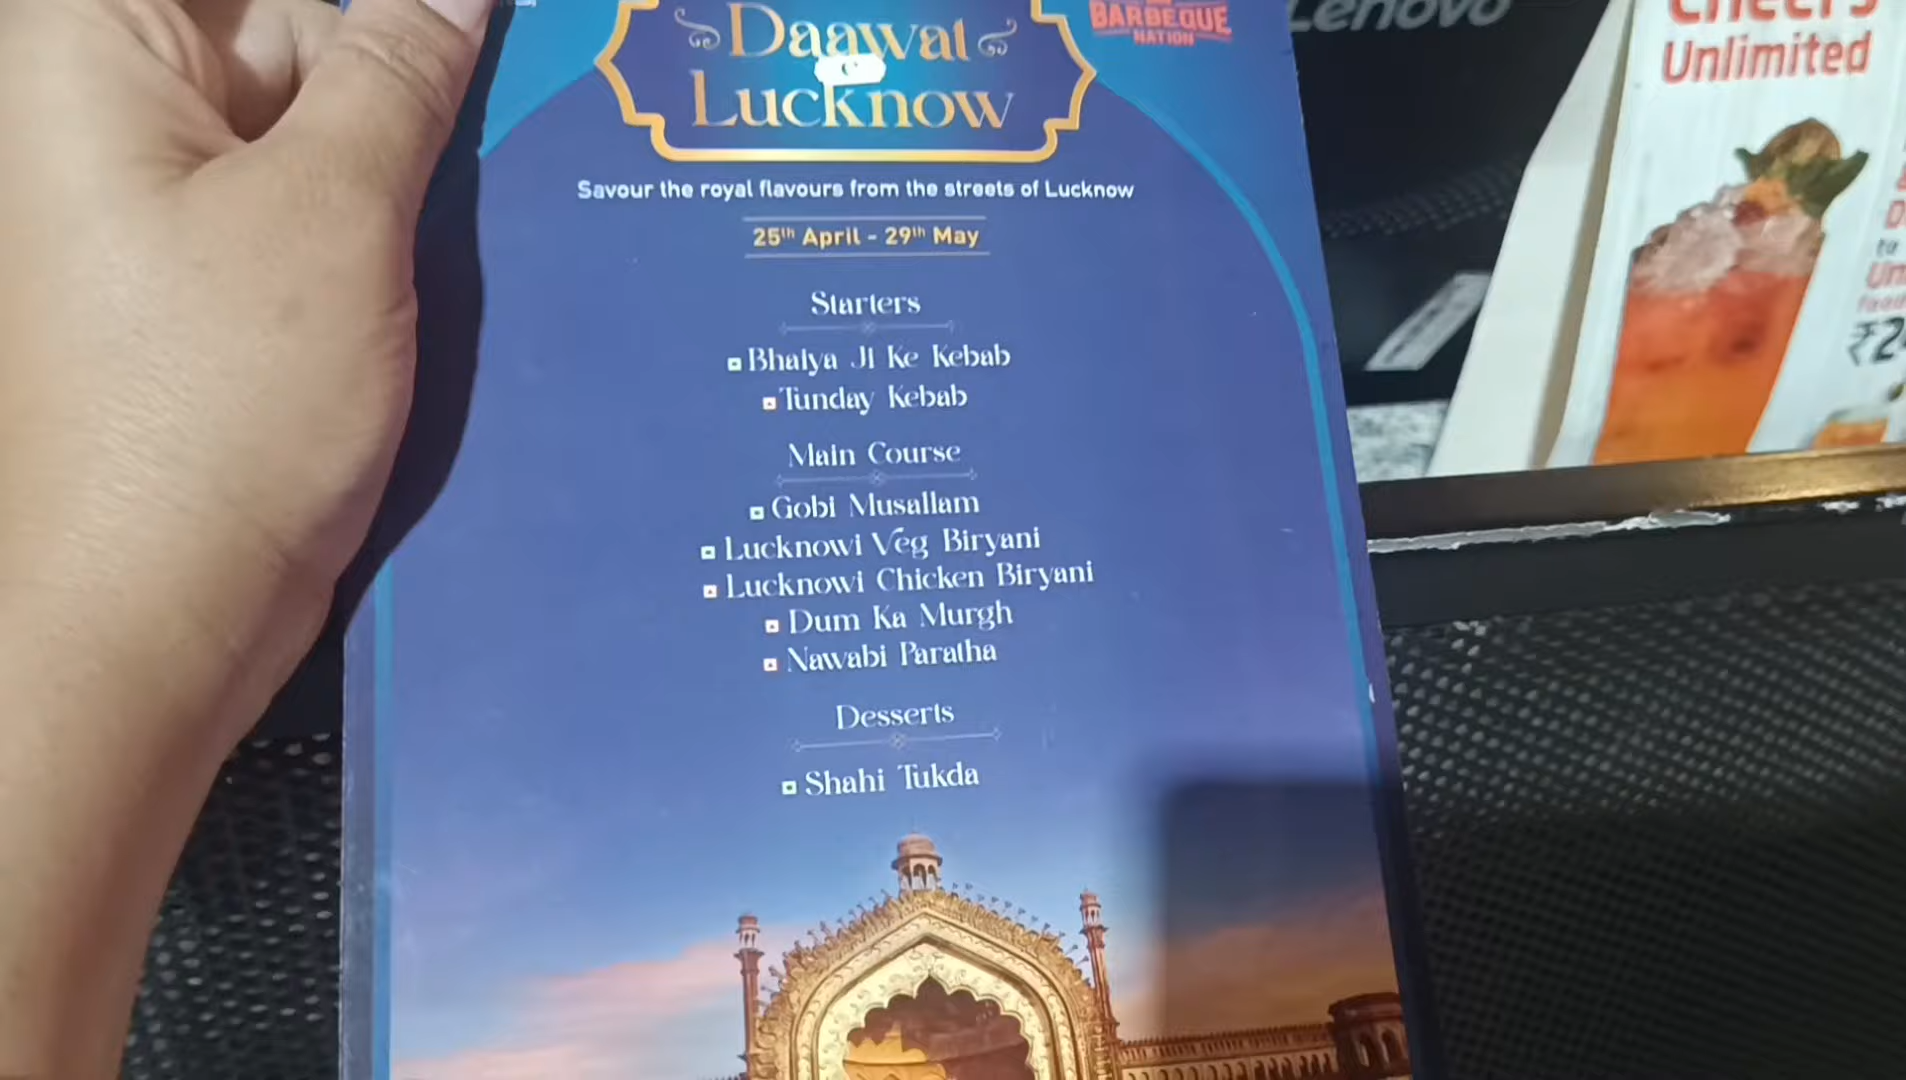 Daawat
e
Lucknow
BARBEQUE
NATION
Savour the royal flavours from the streets of Lucknow
25th April - 29th May
Starters
Bhaiya Ji Ke Kebab
Tunday Kebab
Main Course
Gobi Musallam
Lucknowi Veg Biryani
Lucknowi Chicken Biryani
Dum Ka Murgh
Nawabi Paratha
Desserts
Shahi Tukda
Lenovo
Cheers
Unlimited
to